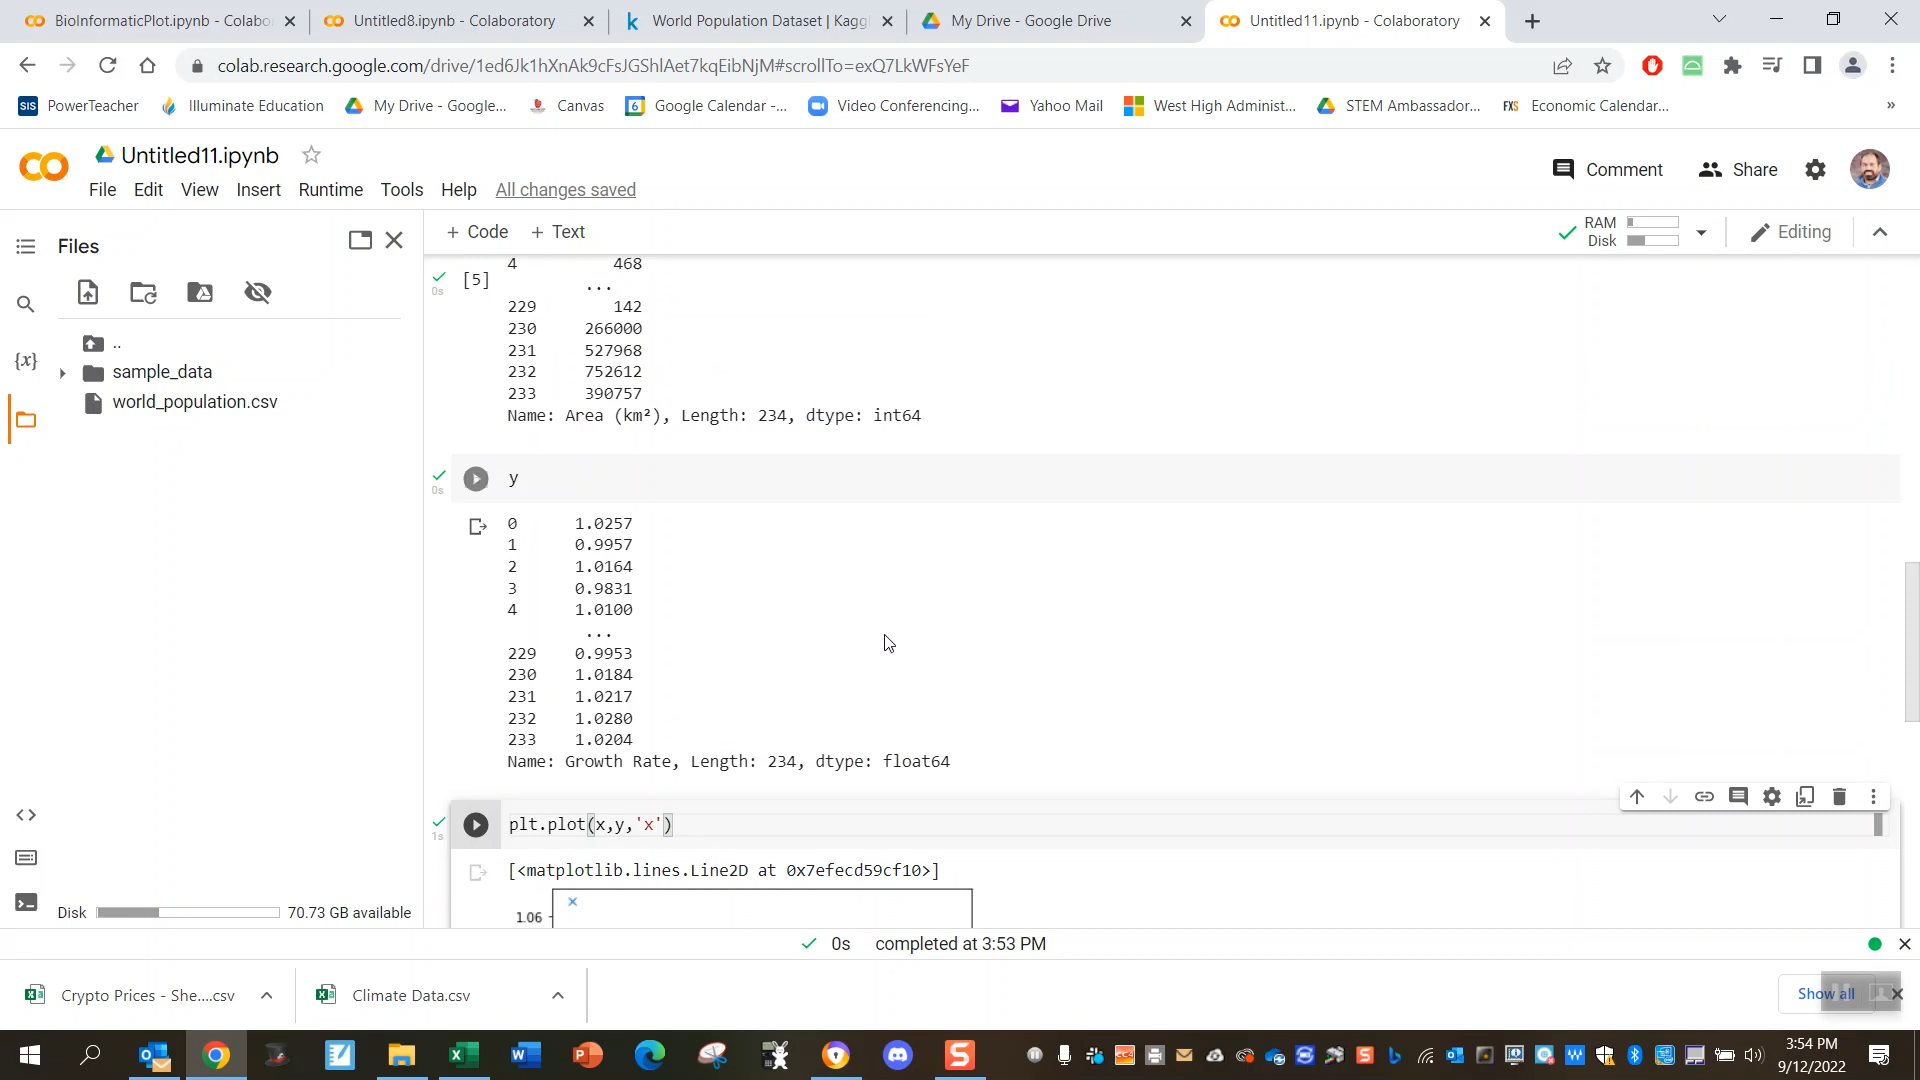 BioInformaticPlot.ipynb - Colabo
Untitled8.ipynb - Colaboratory
World Population Dataset | Kagg
My Drive - Google Drive
Untitled11.ipynb - Colaboratory
colab.research.google.com/drive/1ed6Jk1hXnAk9cFsJGShlAet7kqEibNjM#scrollTo=exQ7LkWFsYeF
SIS PowerTeacher
Illuminate Education
My Drive - Google...
Canvas
6 Google Calendar -...
Video Conferencing...
Yahoo Mail
West High Administ...
STEM Ambassador...
FXS Economic Calendar...
»
Untitled11.ipynb
Comment
Share
File Edit View Insert Runtime Tools Help All changes saved
Files
+ Code + Text
RAM
Disk
Editing
..
{x}
sample_data
world_population.csv
[5]
0s
4 468
...
229 142
230 266000
231 527968
232 752612
233 390757
Name: Area (km²), Length: 234, dtype: int64
0s
y
0 1.0257
1 0.9957
2 1.0164
3 0.9831
4 1.0100
...
229 0.9953
230 1.0184
231 1.0217
232 1.0280
233 1.0204
Name: Growth Rate, Length: 234, dtype: float64
1s
plt.plot(x,y,'x')
[<matplotlib.lines.Line2D at 0x7efecd59cf10>]
1.06
Disk 70.73 GB available
0s completed at 3:53 PM
Crypto Prices - She....csv
Climate Data.csv
Show all
3:54 PM
9/12/2022